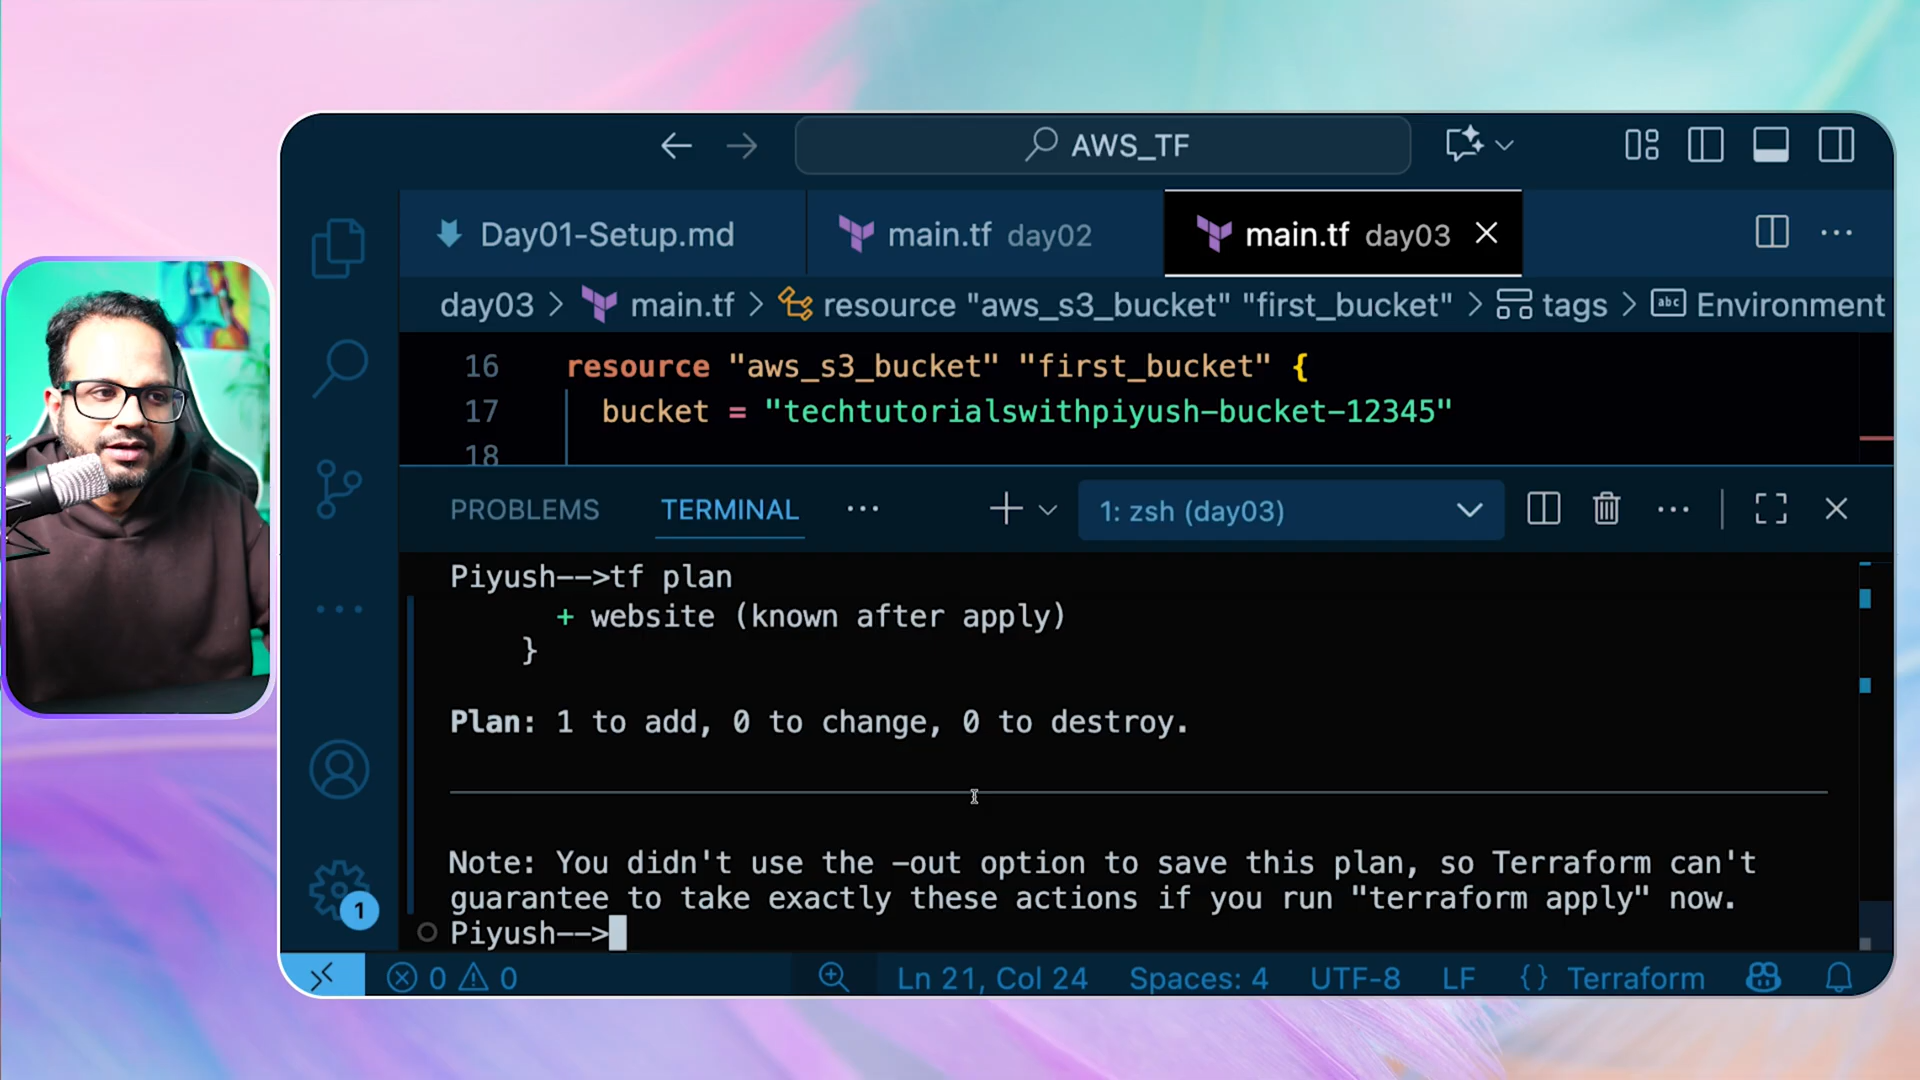 AWS_TF
Day01-Setup.md
main.tf day02
main.tf day03
day03 > main.tf > resource "aws_s3_bucket" "first_bucket" > tags > abc Environment
16 resource "aws_s3_bucket" "first_bucket" {
17 bucket = "techtutorialswithpiyush-bucket-12345"
18
PROBLEMS TERMINAL ... 1: zsh (day03)
Piyush-->tf plan
+ website (known after apply)
}
Plan: 1 to add, 0 to change, 0 to destroy.
Note: You didn't use the -out option to save this plan, so Terraform can't
guarantee to take exactly these actions if you run "terraform apply" now.
Piyush-->
1
0 0 Ln 21, Col 24 Spaces: 4 UTF-8 LF {} Terraform